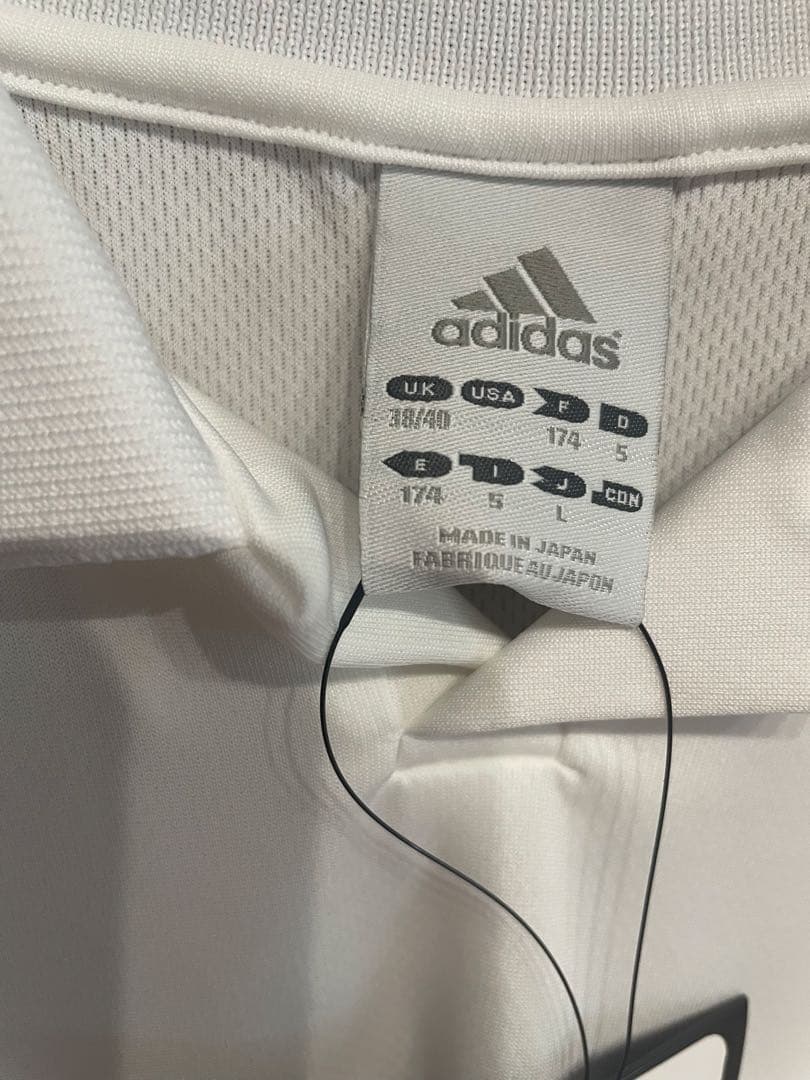 adidas
UK USA F D
38/40 174 5
E I J CDN
174 5 L
MADE IN JAPAN
FABRIQUE AU JAPON